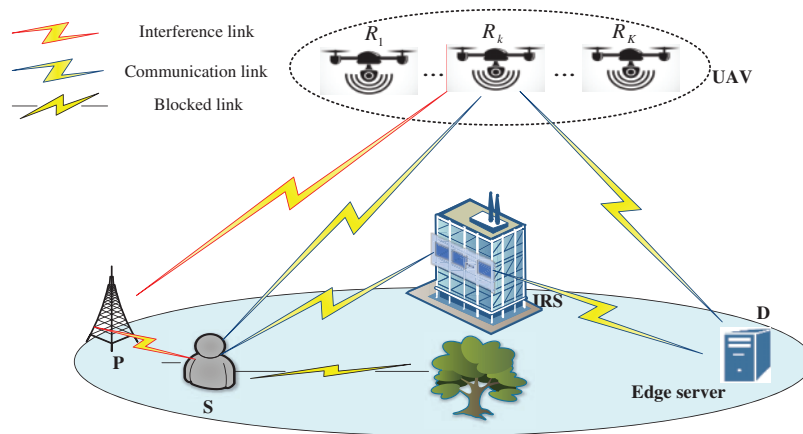 Interference link
Communication link
Blocked link
R1 Rk RK
... ...
UAV
IRS
P
S
D
Edge server